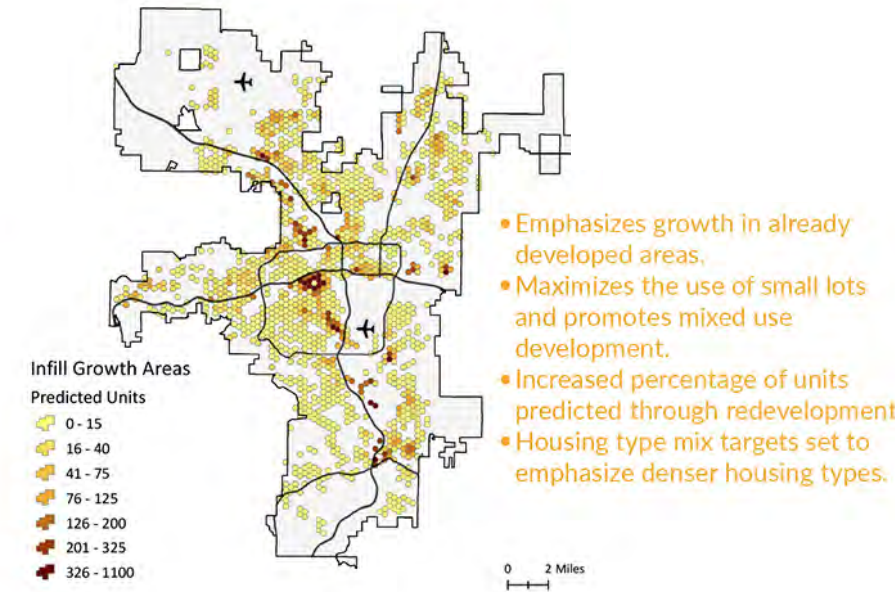 • Emphasizes growth in already
developed areas.
• Maximizes the use of small lots
and promotes mixed use
development.
• Increased percentage of units
predicted through redevelopment
• Housing type mix targets set to
emphasize denser housing types.
Infill Growth Areas
Predicted Units
0 - 15
16 - 40
41 - 75
76 - 125
126 - 200
201 - 325
326 - 1100
0 2 Miles